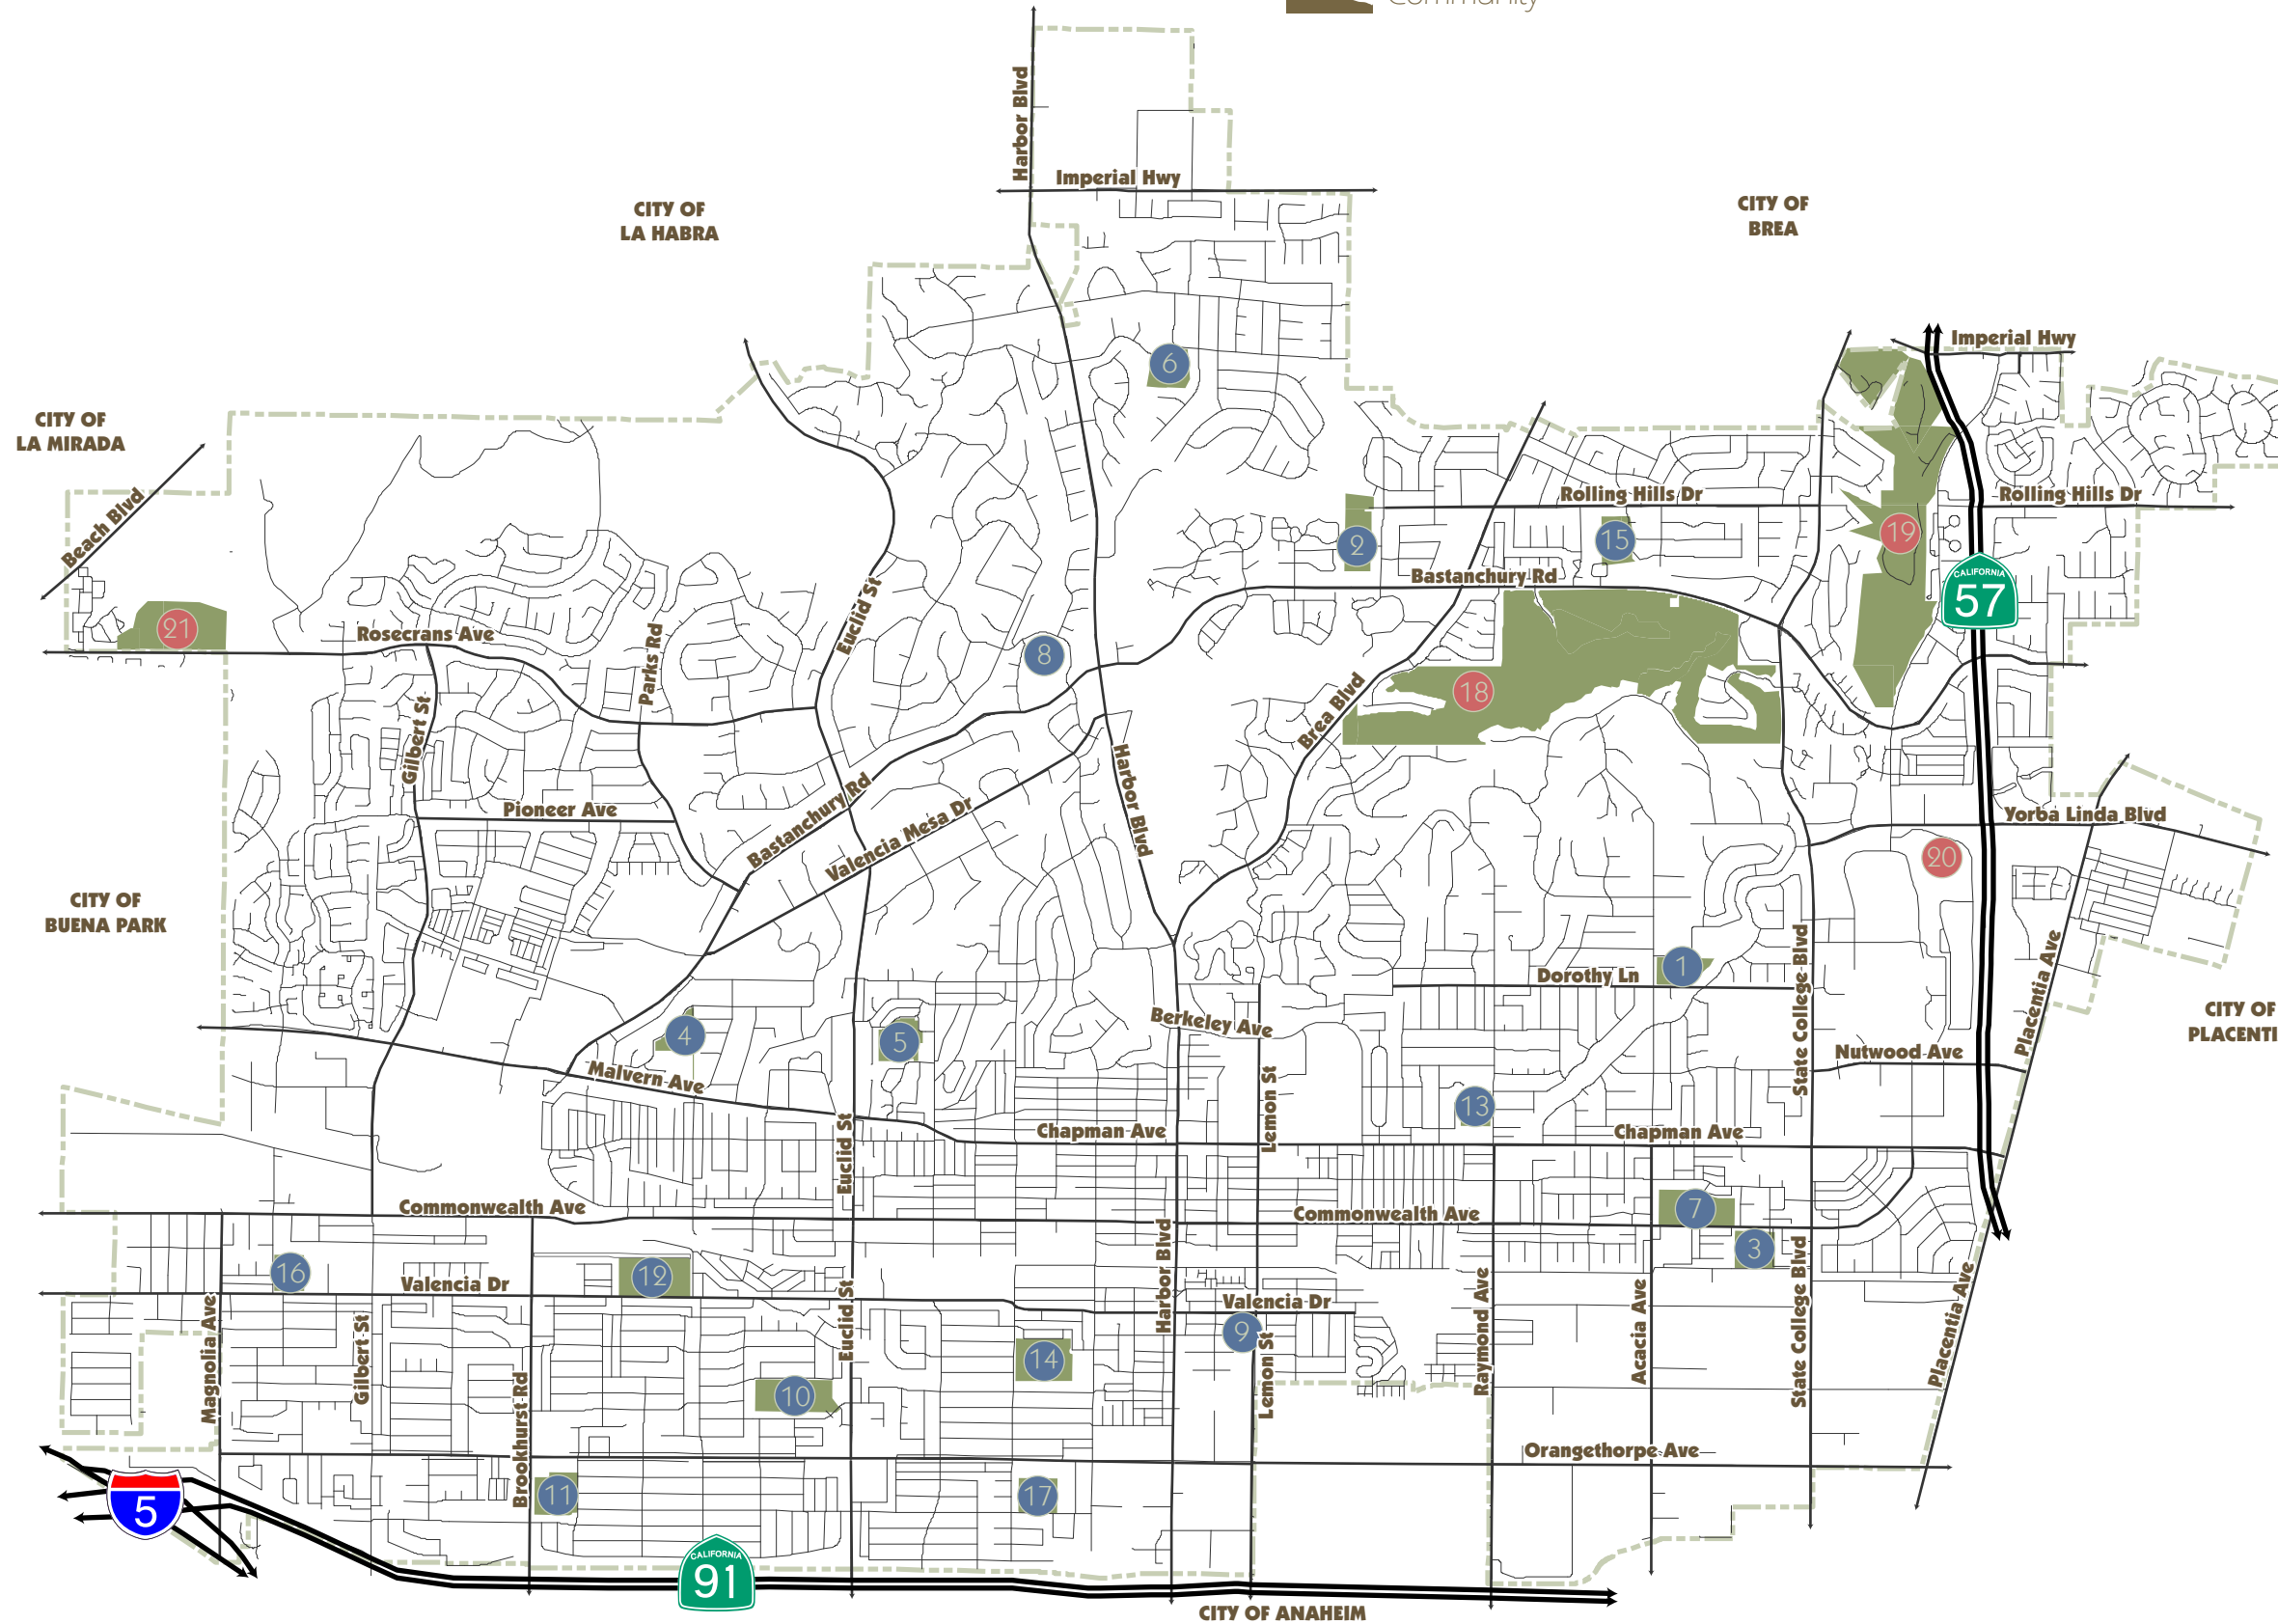 Community
Harbor Blvd
Imperial Hwy
CITY OF
LA HABRA
CITY OF
BREA
Imperial Hwy
6
CITY OF
LA MIRADA
Beach Blvd
Rolling Hills Dr
Rolling Hills Dr
19
2
15
Bastanchury Rd
CALIFORNIA
57
Euclid St
21
Rosecrans Ave
Parks Rd
8
18
Brea Blvd
Gilbert St
Harbor Blvd
Pioneer Ave
Bastanchury Rd
Valencia Mesa Dr
Yorba Linda Blvd
20
CITY OF
BUENA PARK
1
Dorothy Ln
State College Blvd
Placentia Ave
CITY OF
PLACENTI
4
5
Berkeley Ave
Nutwood Ave
Malvern Ave
Lemon St
13
Chapman Ave
Chapman Ave
Euclid St
Commonwealth Ave
Commonwealth Ave
7
3
16
12
Valencia Dr
Harbor Blvd
Valencia Dr
9
Raymond Ave
Acacia Ave
State College Blvd
Placentia Ave
Magnolia Ave
Gilbert St
Brookhurst Rd
Euclid St
14
10
Lemon St
Orangethorpe Ave
5
11
17
CALIFORNIA
91
CITY OF ANAHEIM